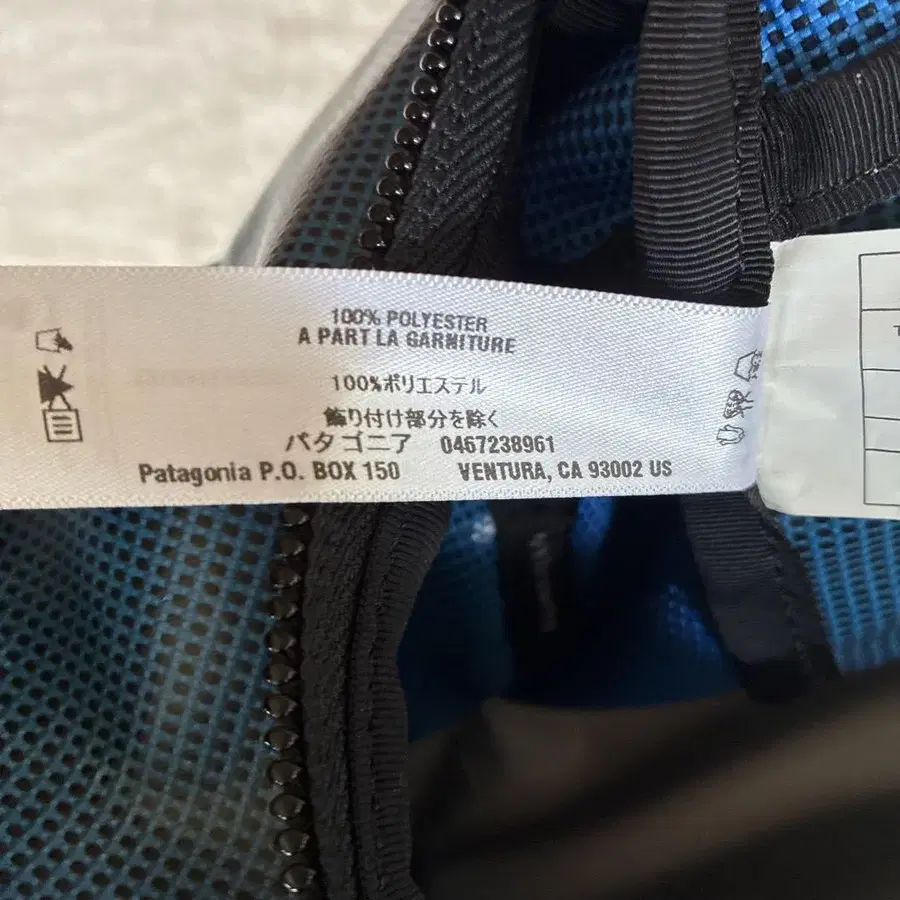 100% POLYESTER
A PART LA GARNITURE
100%ポリエステル
飾り付け部分を除く
パタゴニア 0467238961
Patagonia P.O. BOX 150 VENTURA, CA 93002 US